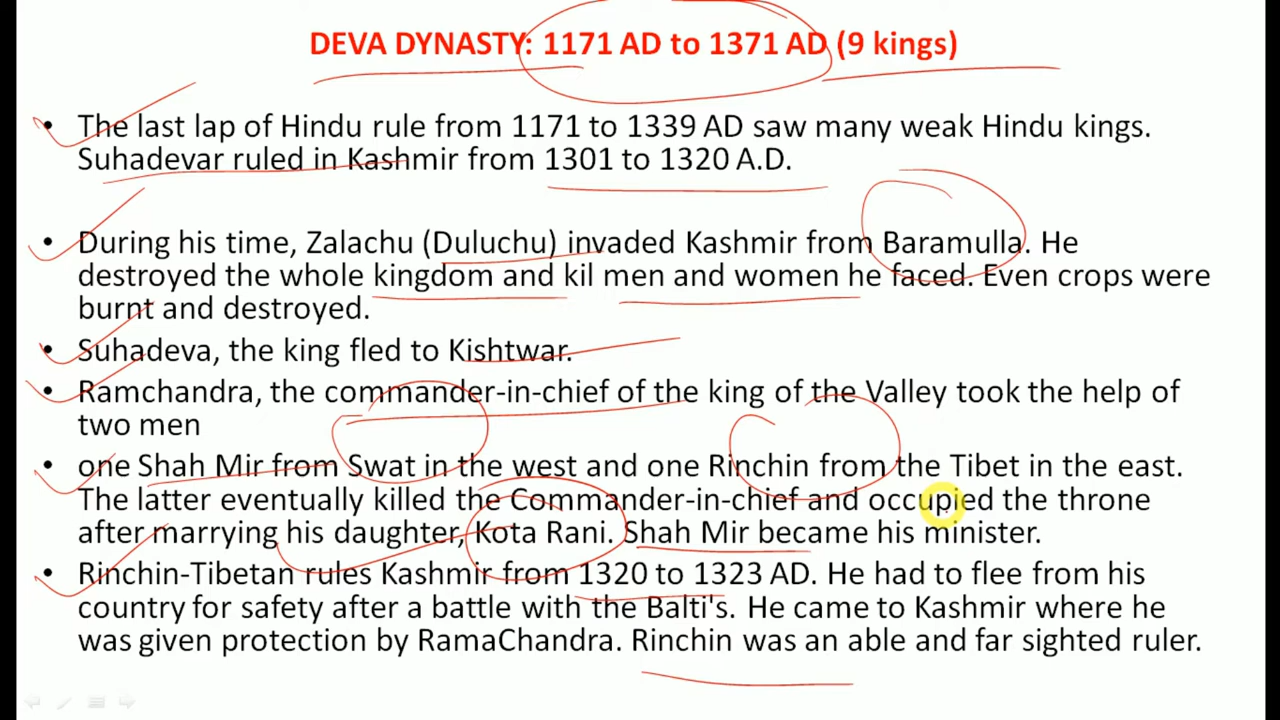 DEVA DYNASTY: 1171 AD to 1371 AD (9 kings)
• The last lap of Hindu rule from 1171 to 1339 AD saw many weak Hindu kings.
Suhadevar ruled in Kashmir from 1301 to 1320 A.D.
• During his time, Zalachu (Duluchu) invaded Kashmir from Baramulla. He
destroyed the whole kingdom and kil men and women he faced. Even crops were
burnt and destroyed.
• Suhadeva, the king fled to Kishtwar.
• Ramchandra, the commander-in-chief of the king of the Valley took the help of
two men
• one Shah Mir from Swat in the west and one Rinchin from the Tibet in the east.
The latter eventually killed the Commander-in-chief and occupied the throne
after marrying his daughter, Kota Rani. Shah Mir became his minister.
• Rinchin-Tibetan rules Kashmir from 1320 to 1323 AD. He had to flee from his
country for safety after a battle with the Balti's. He came to Kashmir where he
was given protection by RamaChandra. Rinchin was an able and far sighted ruler.